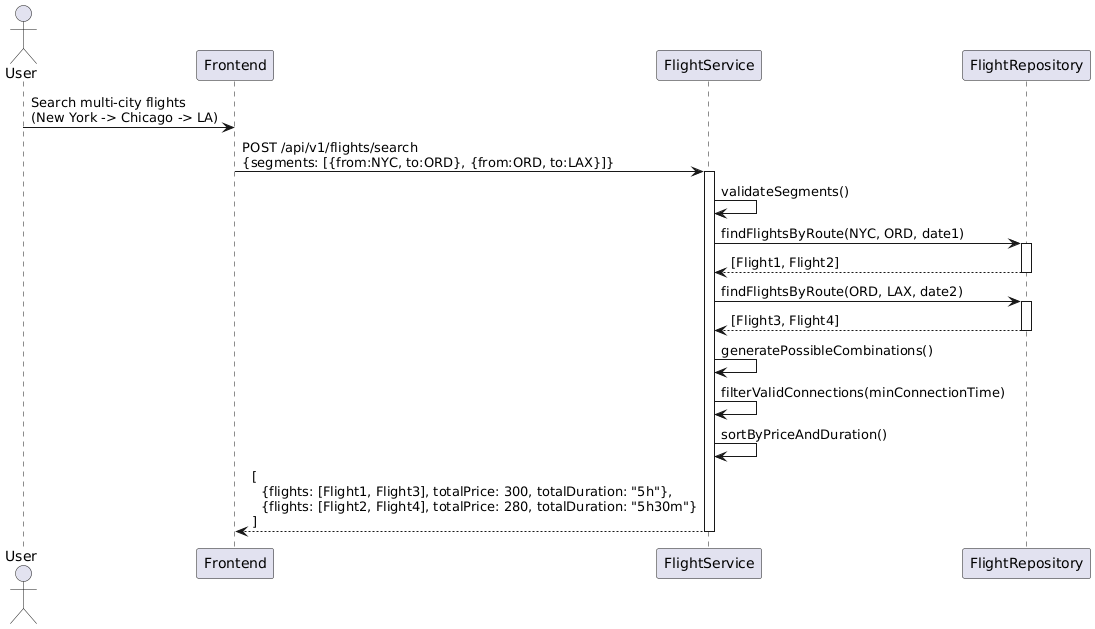 User
Frontend
FlightService
FlightRepository
Search multi-city flights
(New York -> Chicago -> LA)
POST /api/v1/flights/search
{segments: [{from:NYC, to:ORD}, {from:ORD, to:LAX}]}
validateSegments()
findFlightsByRoute(NYC, ORD, date1)
[Flight1, Flight2]
findFlightsByRoute(ORD, LAX, date2)
[Flight3, Flight4]
generatePossibleCombinations()
filterValidConnections(minConnectionTime)
sortByPriceAndDuration()
[
{flights: [Flight1, Flight3], totalPrice: 300, totalDuration: "5h"},
{flights: [Flight2, Flight4], totalPrice: 280, totalDuration: "5h30m"}
]
User
Frontend
FlightService
FlightRepository